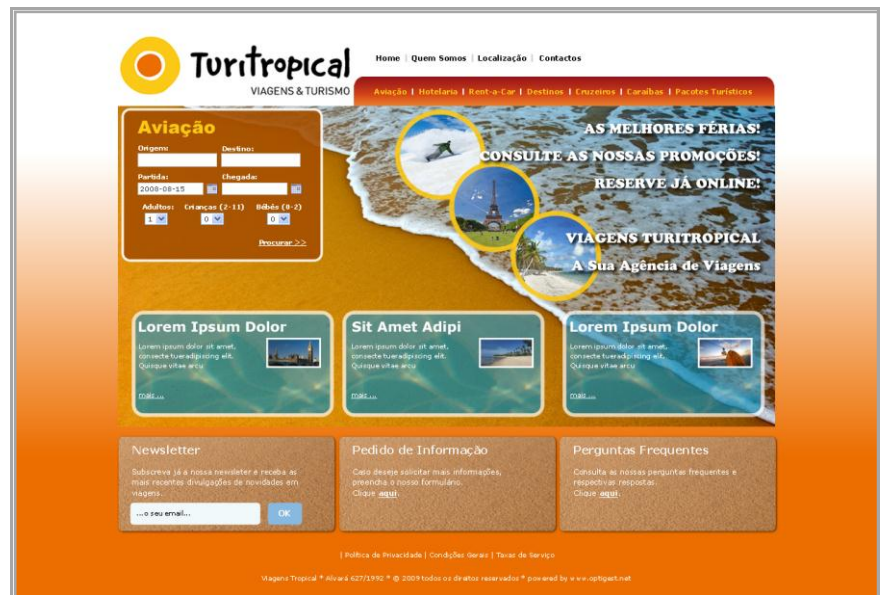 Turitropical
VIAGENS & TURISMO
Home | Quem Somos | Localização | Contactos
Aviação | Hotelaria | Rent-a-Car | Destinos | Cruzeiros | Caraíbas | Pacotes Turísticos
Aviação
Origem: Destino:
Partida: Chegada:
2008-08-15
Adultos: Crianças (2-11) Bébés (0-2)
1 0 0
Procurar >>
AS MELHORES FÉRIAS!
CONSULTE AS NOSSAS PROMOÇÕES!
RESERVE JÁ ONLINE!
VIAGENS TURITROPICAL
A Sua Agência de Viagens
Lorem Ipsum Dolor
Lorem ipsum dolor sit amet,
consecte tueradipiscing elit.
Quisque vitae arcu
mais ...
Sit Amet Adipi
Lorem ipsum dolor sit amet,
consecte tueradipiscing elit.
Quisque vitae arcu
mais ...
Lorem Ipsum Dolor
Lorem ipsum dolor sit amet,
consecte tueradipiscing elit.
Quisque vitae arcu
mais ...
Newsletter
Subscreva já a nossa newsleter e receba as
mais recentes divulgações de novidades em
viagens.
...o seu email... OK
Pedido de Informação
Caso deseje solicitar mais informações,
preencha o nosso formulário.
Clique aqui.
Perguntas Frequentes
Consulta as nossas perguntas frequentes e
respectivas respostas.
Clique aqui.
| Política de Privacidade | Condições Gerais | Taxas de Serviço
Viagens Tropical * Alvará 627/1992 * © 2009 todos os direitos reservados * powered by www.optigest.net